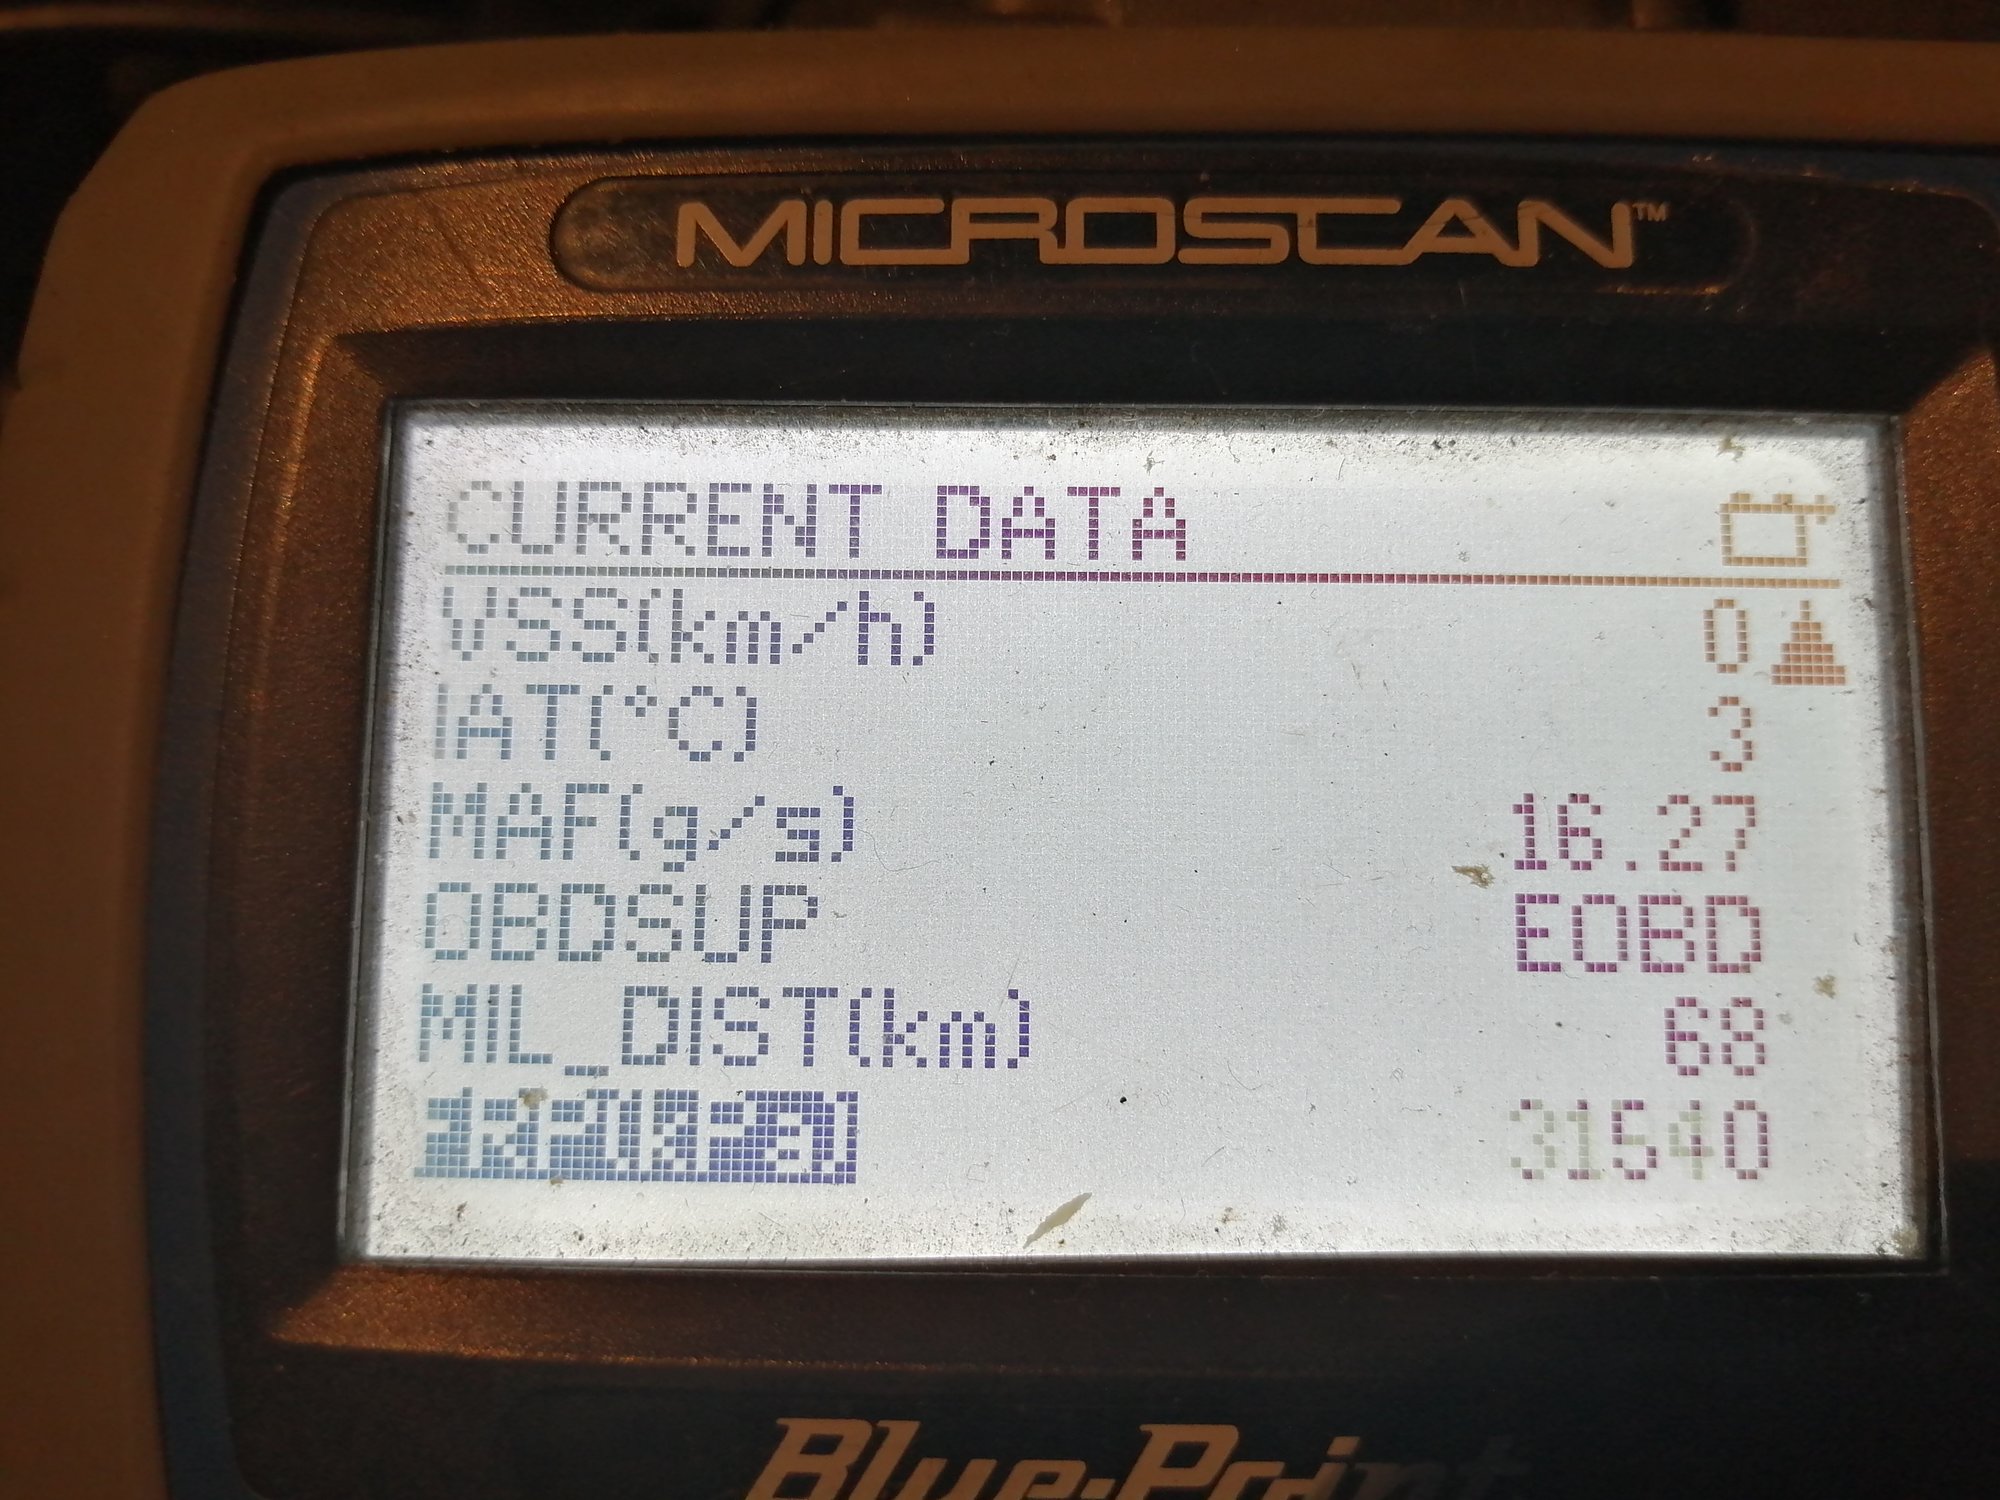 MICROSCAN™
CURRENT DATA
VSS(km/h) 0
IAT(°C) 3
MAF(g/s) 16.27
OBDSUP EOBD
MIL_DIST(km) 68
31540
Blue-Point